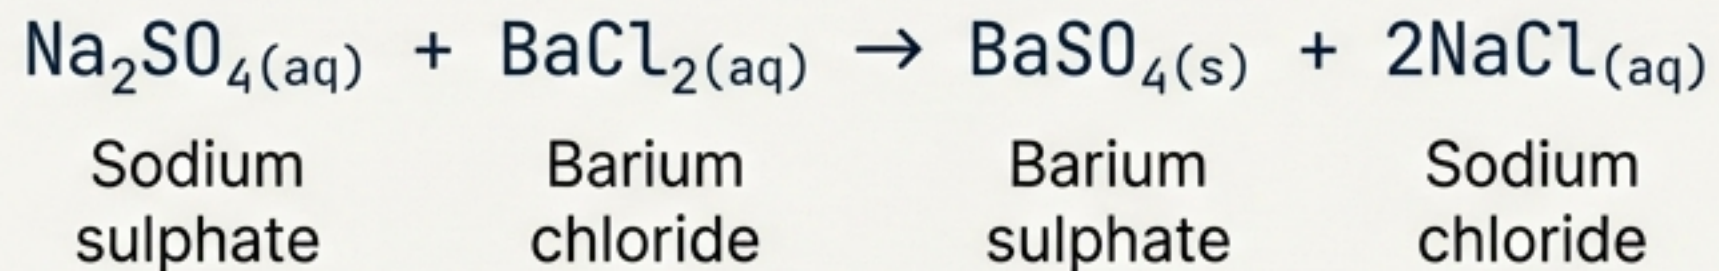 Na₂SO₄(aq) + BaCl₂(aq) → BaSO₄(s) + 2NaCl(aq)
Sodium sulphate Barium chloride Barium sulphate Sodium chloride